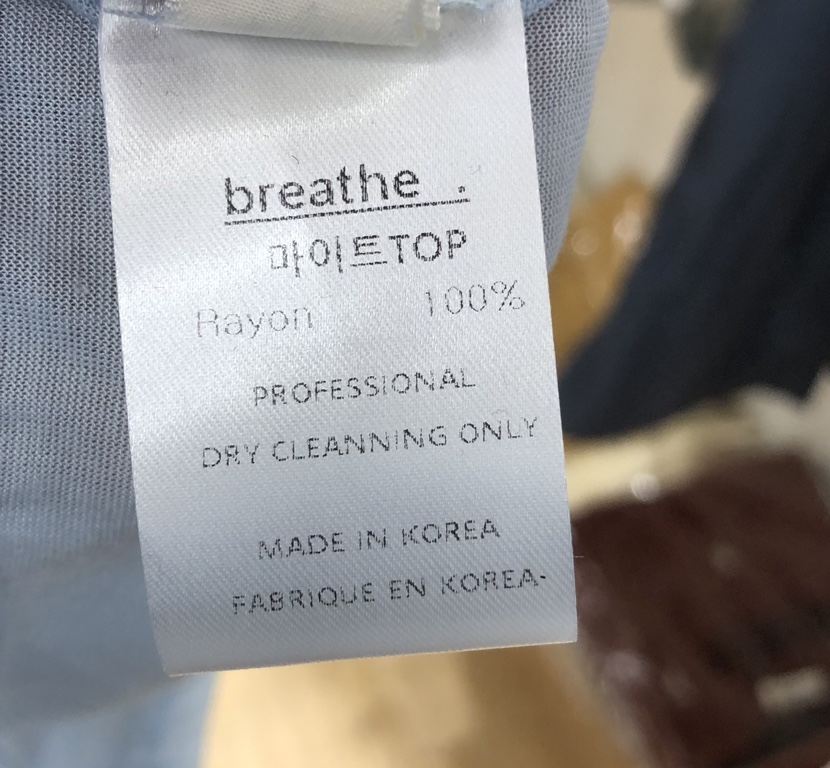 breathe .
마이트TOP
Rayon 100%
PROFESSIONAL
DRY CLEANNING ONLY
MADE IN KOREA
FABRIQUE EN KOREA-